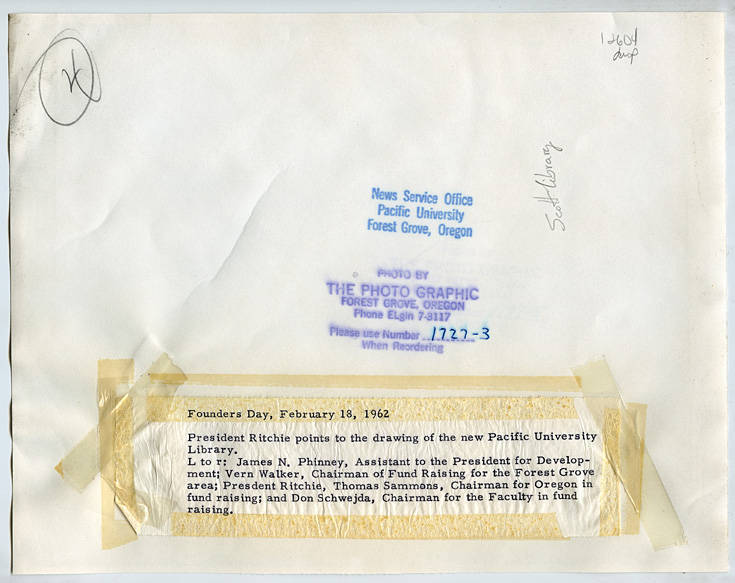 12604
dup
Scott library
News Service Office
Pacific University
Forest Grove, Oregon
PHOTO BY
THE PHOTO GRAPHIC
FOREST GROVE, OREGON
Phone ELgin 7-3117
Please use Number 1727-3
When Reordering
Founders Day, February 18, 1962
President Ritchie points to the drawing of the new Pacific University
Library.
L to r: James N. Phinney, Assistant to the President for Develop-
ment; Vern Walker, Chairman of Fund Raising for the Forest Grove
area; Presdent Ritchie, Thomas Sammons, Chairman for Oregon in
fund raising; and Don Schwejda, Chairman for the Faculty in fund
raising.